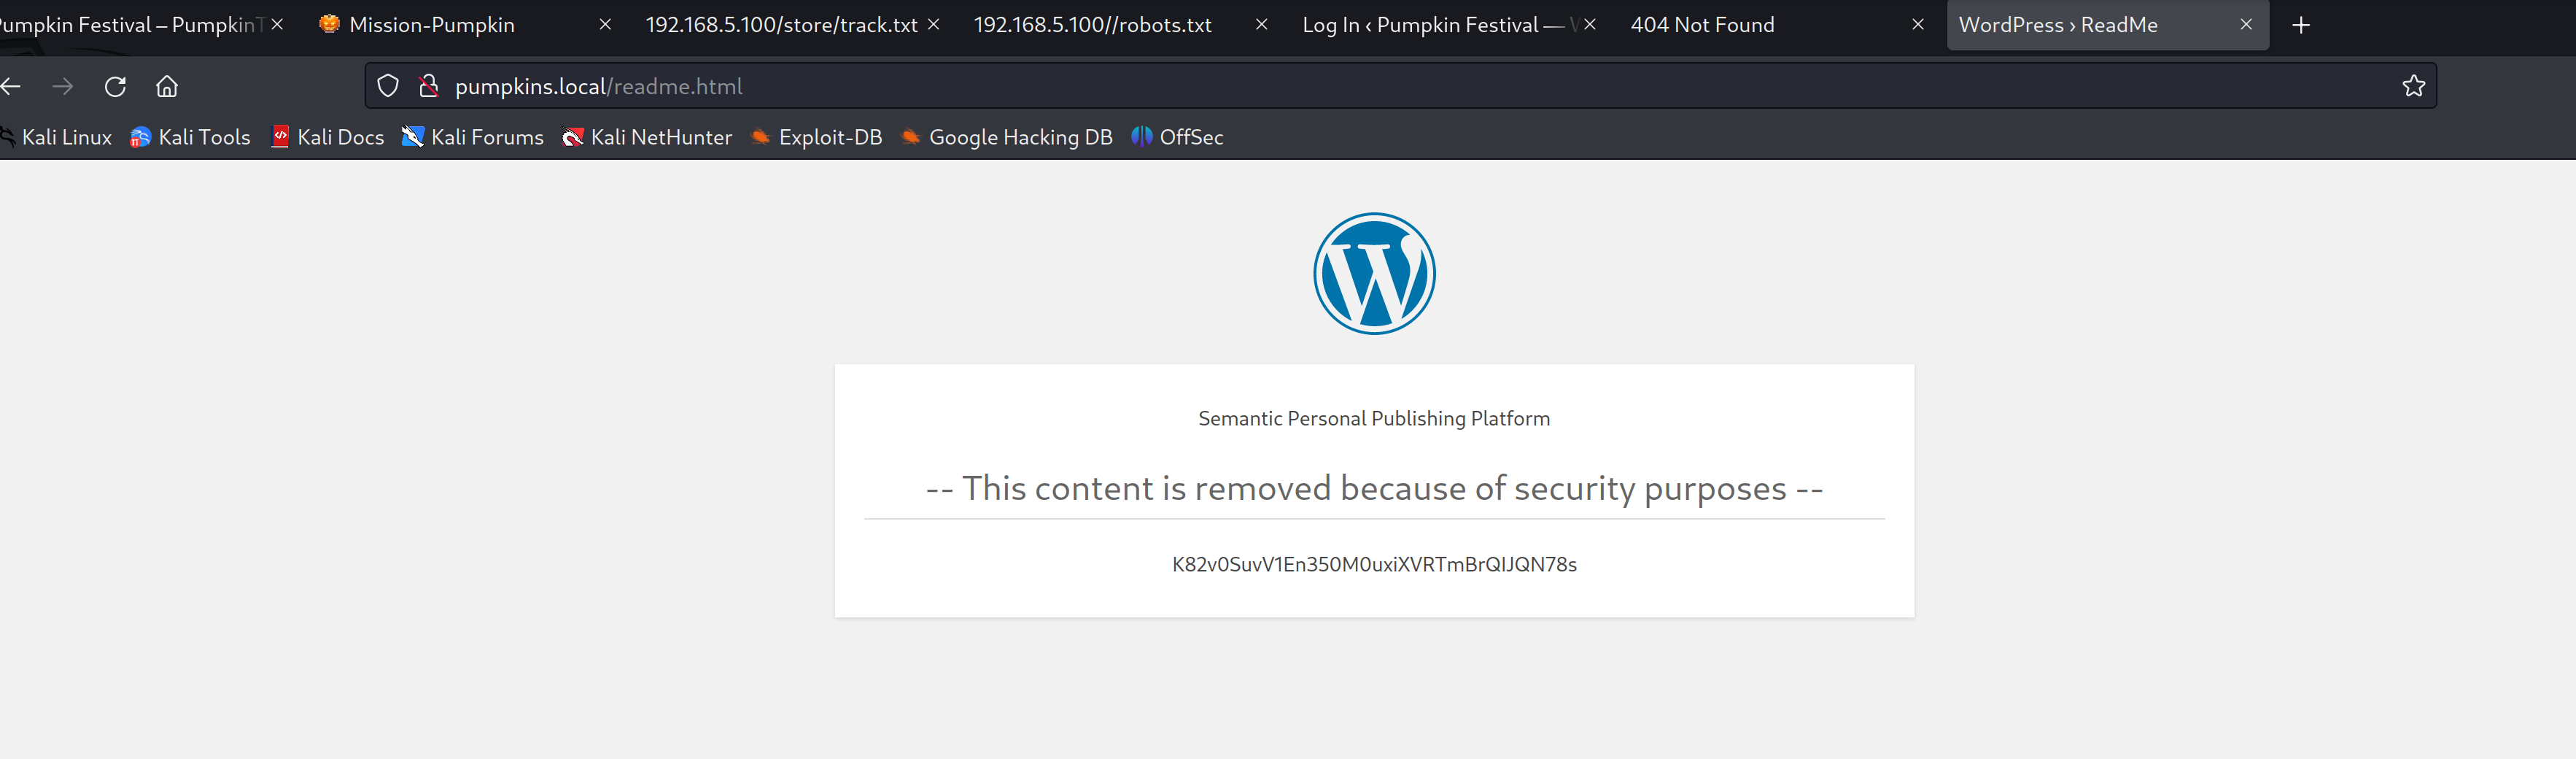 umpkin Festival – Pumpkin
Mission-Pumpkin
192.168.5.100/store/track.txt
192.168.5.100//robots.txt
Log In ‹ Pumpkin Festival —
404 Not Found
WordPress › ReadMe
pumpkins.local/readme.html
Kali Linux
Kali Tools
Kali Docs
Kali Forums
Kali NetHunter
Exploit-DB
Google Hacking DB
OffSec
Semantic Personal Publishing Platform
-- This content is removed because of security purposes --
K82v0SuvV1En350M0uxiXVRTmBrQIJQN78s